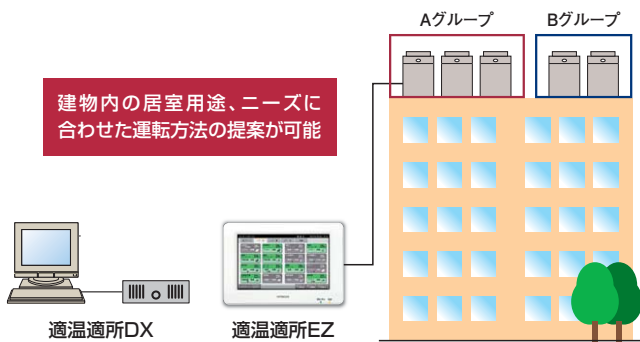 Aグループ
Bグループ
建物内の居室用途、ニーズに
合わせた運転方法の提案が可能
適温適所DX
適温適所EZ